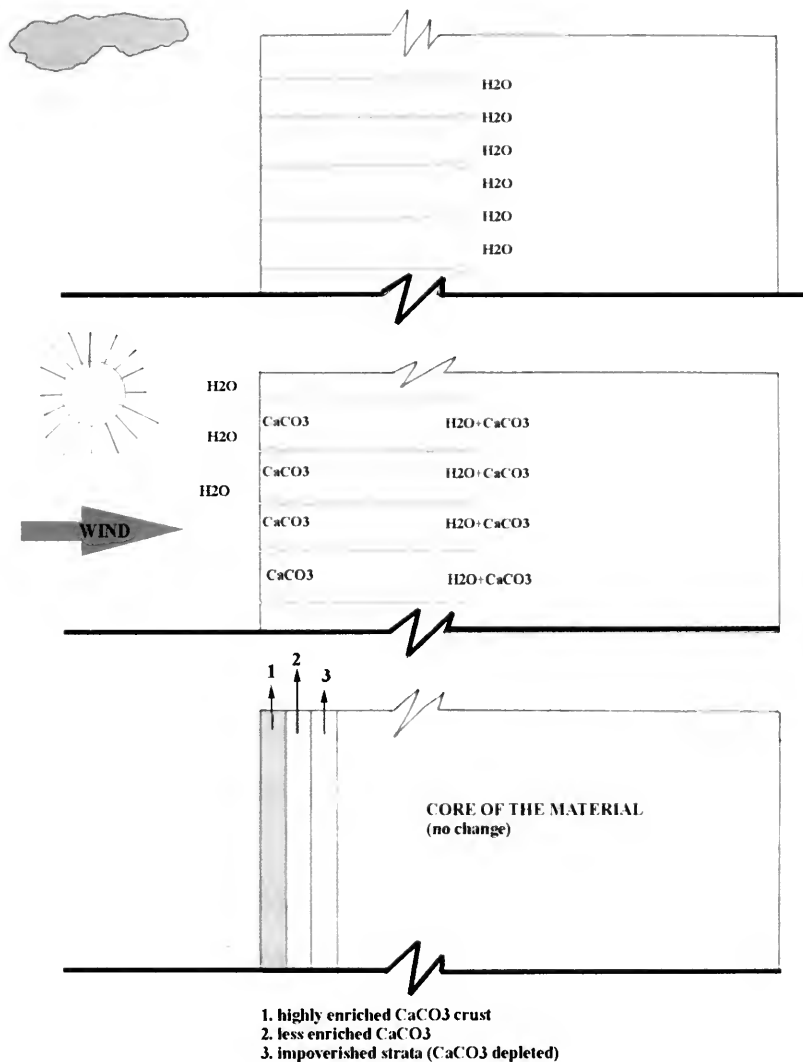 H2O
H2O
H2O
H2O
H2O
H2O
H2O
CaCO3 H2O+CaCO3
H2O
CaCO3 H2O+CaCO3
H2O
WIND
CaCO3 H2O+CaCO3
CaCO3 H2O+CaCO3
1 2 3
CORE OF THE MATERIAL
(no change)
1. highly enriched CaCO3 crust
2. less enriched CaCO3
3. impoverished strata (CaCO3 depleted)